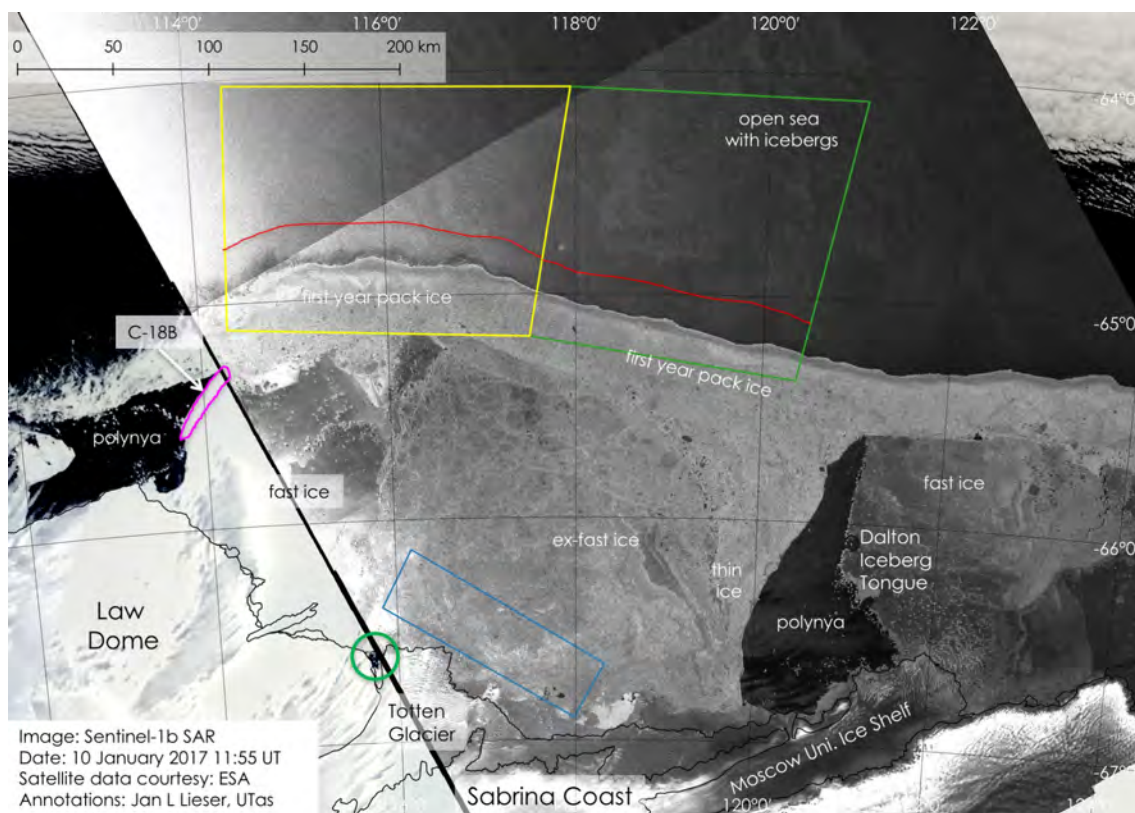 114°0' 116°0' 118°0' 120°0' 122°0'
0 50 100 150 200 km
-64°0'
open sea
with icebergs
first year pack ice
-65°0'
C-18B
first year pack ice
polynya
fast ice
fast ice
ex-fast ice
-66°0'
Dalton
Iceberg
Tongue
thin
ice
Law
Dome
polynya
Totten
Glacier
Moscow Uni. Ice Shelf
Image: Sentinel-1b SAR
Date: 10 January 2017 11:55 UT
Satellite data courtesy: ESA
Annotations: Jan L Lieser, UTas
Sabrina Coast
120°0'